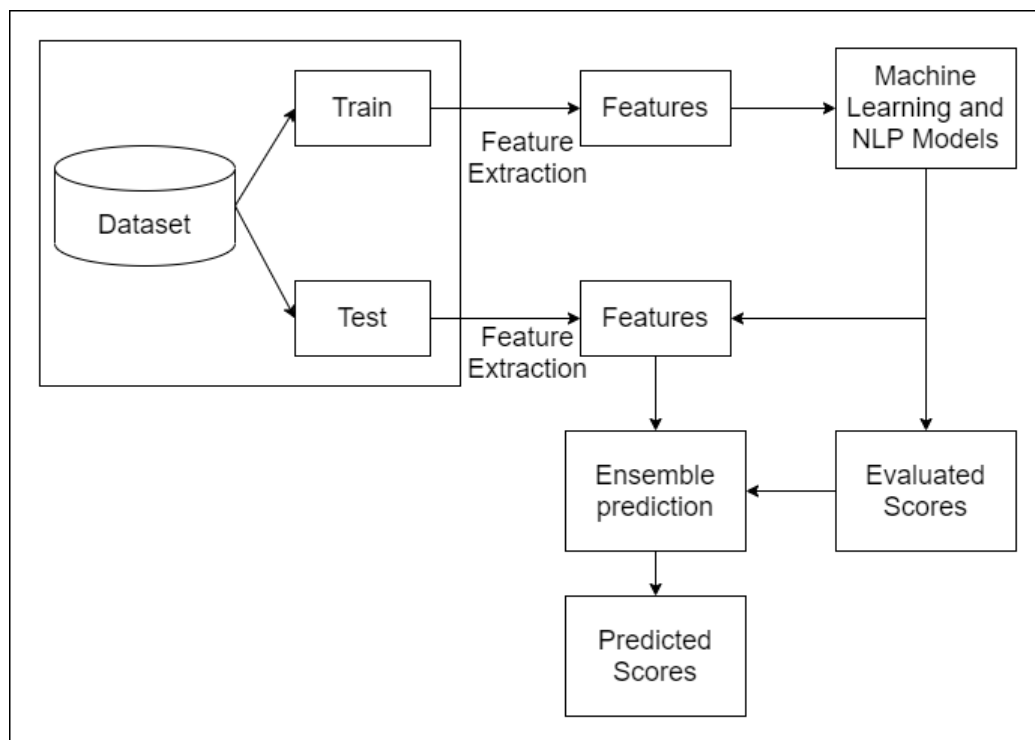 Train
Features
Machine
Learning and
NLP Models
Feature
Extraction
Dataset
Test
Features
Feature
Extraction
Ensemble
prediction
Evaluated
Scores
Predicted
Scores